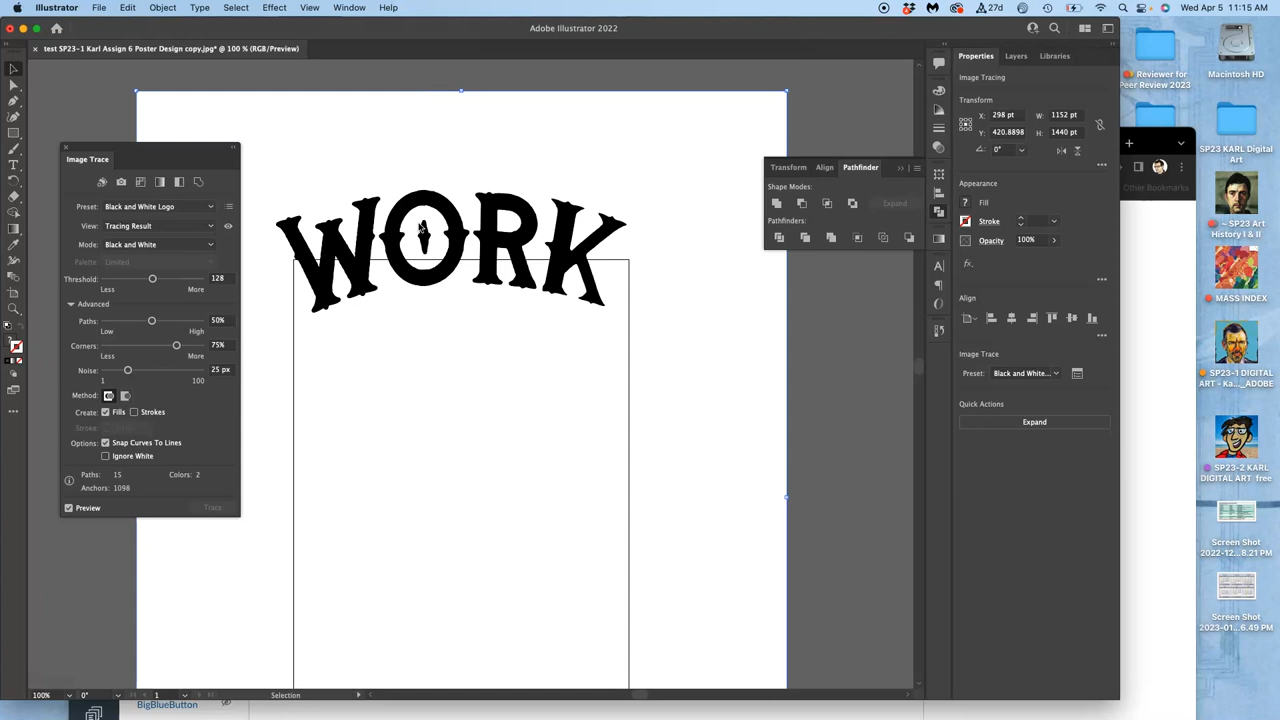 Illustrator File Edit Object Type Select Effect View Window Help
27d
Wed Apr 5 11:15 AM
Adobe Illustrator 2022
test SP23-1 Karl Assign 6 Poster Design copy.jpg* @ 100 % (RGB/Preview)
WORK
Image Trace
Preset: Black and White Logo
View: Tracing Result
Mode: Black and White
Palette: Limited
Threshold: 128
Less More
Advanced
Paths: 50%
Low High
Corners: 75%
Less More
Noise: 25 px
1 100
Method:
Create: Fills Strokes
Stroke:
Options: Snap Curves To Lines
Ignore White
Paths: 15 Colors: 2
Anchors: 1098
Preview Trace
Transform Align Pathfinder
Shape Modes:
Expand
Pathfinders:
Properties Layers Libraries
Image Tracing
Transform
X: 298 pt W: 1152 pt
Y: 420.8898 H: 1440 pt
0°
Appearance
Fill
Stroke
Opacity 100%
fx.
Align
Image Trace
Preset: Black and White...
Quick Actions
Expand
100% 0° 1 Selection
BigBlueButton
Other Bookmarks
Reviewer for
Peer Review 2023
Macintosh HD
SP23 KARL Digital
Art
~ SP23 Art
History I & II
MASS INDEX
SP23-1 DIGITAL
ART - Ka..._ADOBE
SP23-2 KARL
DIGITAL ART free
Screen Shot
2022-12...8.21 PM
Screen Shot
2023-01...6.49 PM